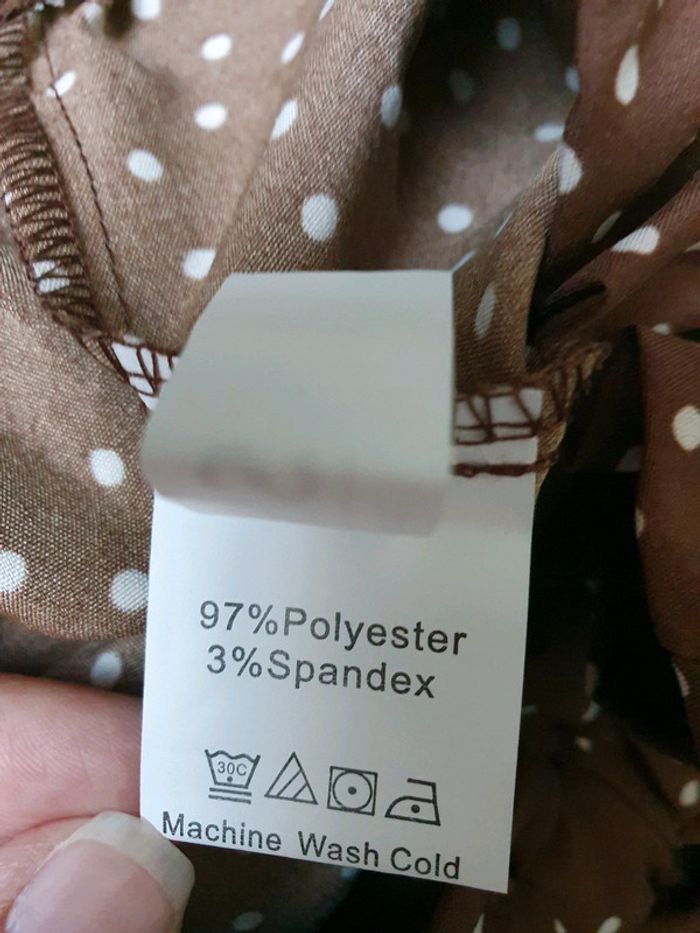 97%Polyester
3%Spandex
30C
Machine Wash Cold